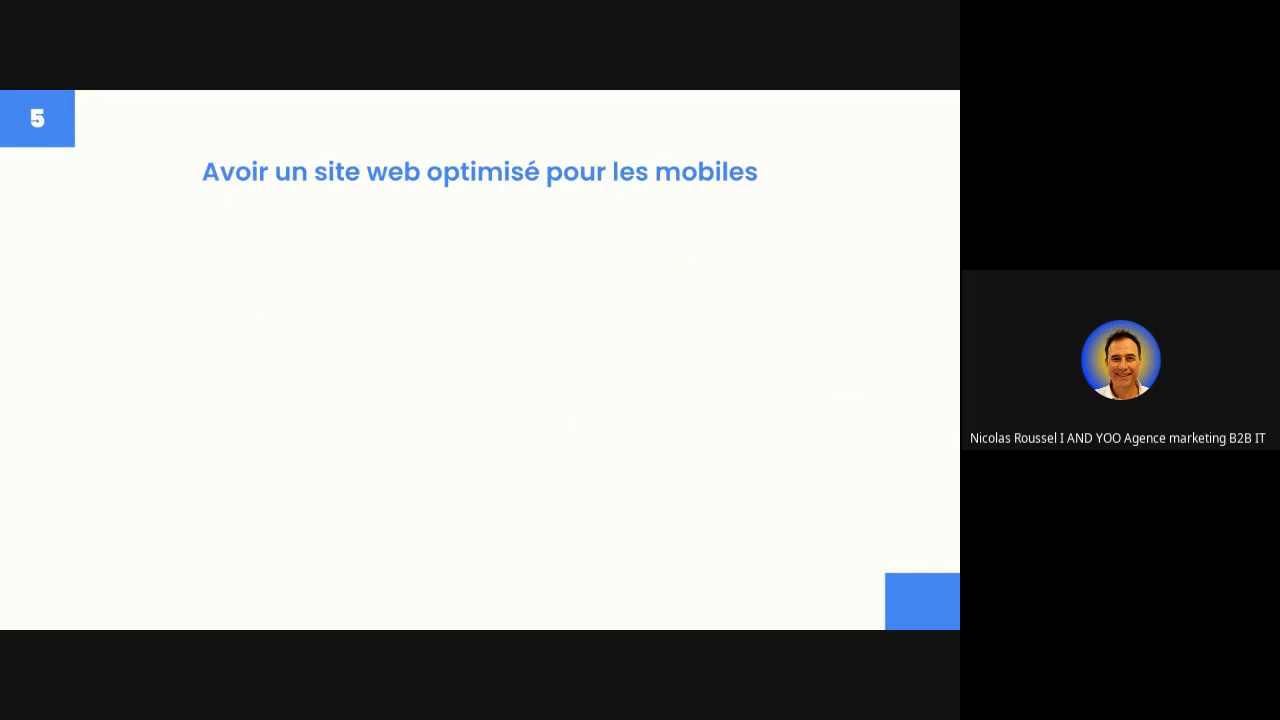 5
Avoir un site web optimisé pour les mobiles
Nicolas Roussel I AND YOO Agence marketing B2B IT